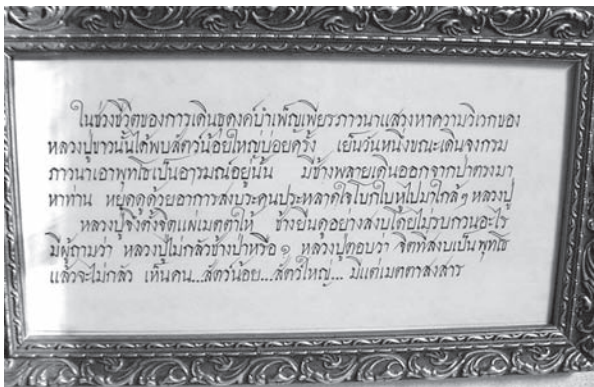 ในช่วงชีวิตของการเดินธุดงค์บำเพ็ญเพียรภาวนาแสวงหาความวิเวกของ
หลวงปู่ขาวนั้นได้พบสัตว์น้อยใหญ่บ่อยครั้ง เย็นวันหนึ่งขณะเดินจงกรม
ภาวนาเอาพุทโธเป็นอารมณ์อยู่นั้น มีช้างพลายเดินออกจากป่าตรงมา
หาท่าน หยุดดูด้วยอาการสงบระคนประหลาดใจโบกใบหูไปมาใกล้ๆ หลวงปู่
หลวงปู่จึงตั้งจิตแผ่เมตตาให้ ช้างยืนดูอย่างสงบโดยไม่รบกวนอะไร
มีผู้ถามว่า หลวงปู่ไม่กลัวช้างป่าหรือ ๆ หลวงปู่ตอบว่า จิตที่สงบเป็นพุทโธ
แล้วจะไม่กลัว เห็นคน...สัตว์น้อย...สัตว์ใหญ่... มีแต่เมตตาสงสาร